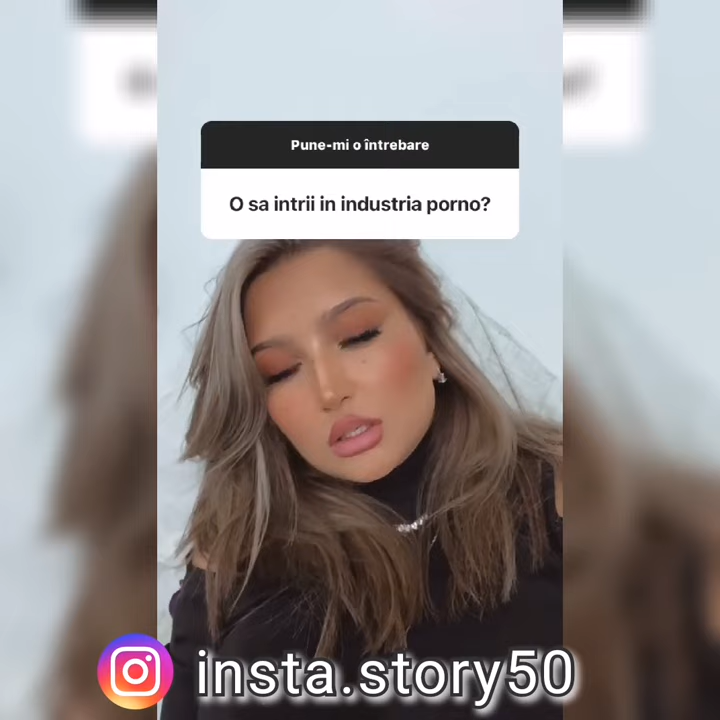 Pune-mi o întrebare
O sa intrii in industria porno?
insta.story50